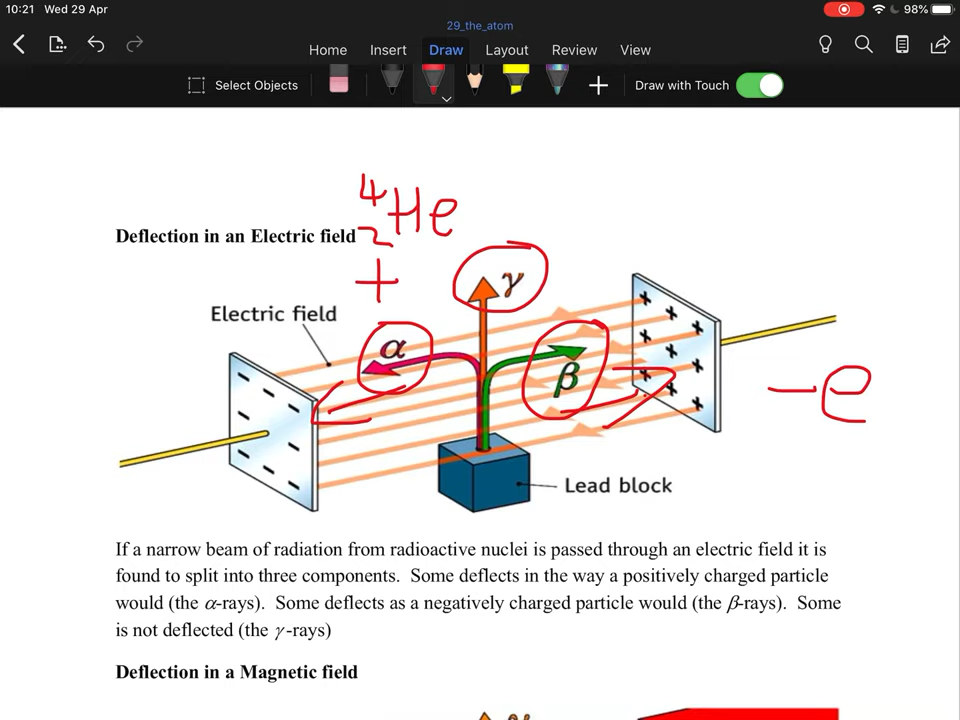 10:21 Wed 29 Apr
98%
29_the_atom
Home Insert Draw Layout Review View
Select Objects
Draw with Touch
4
2 He
+
Deflection in an Electric field
γ
Electric field
α
β
-e
Lead block
If a narrow beam of radiation from radioactive nuclei is passed through an electric field it is
found to split into three components. Some deflects in the way a positively charged particle
would (the α-rays). Some deflects as a negatively charged particle would (the β-rays). Some
is not deflected (the γ-rays)
Deflection in a Magnetic field